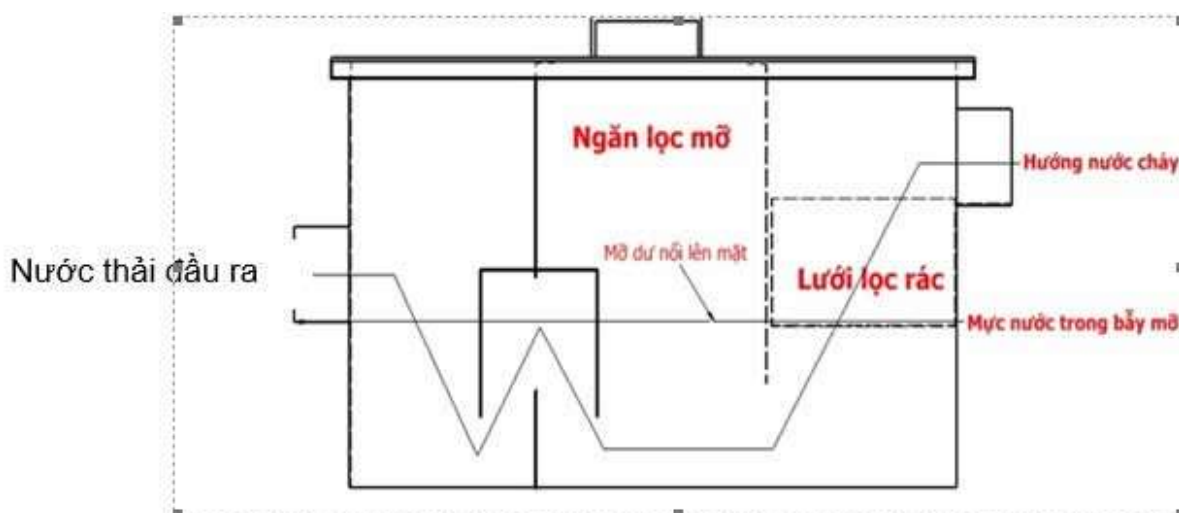 Ngăn lọc mỡ
Hướng nước chảy
Mỡ dư nổi lên mặt
Nước thải đầu ra
Lưới lọc rác
Mực nước trong bẫy mỡ